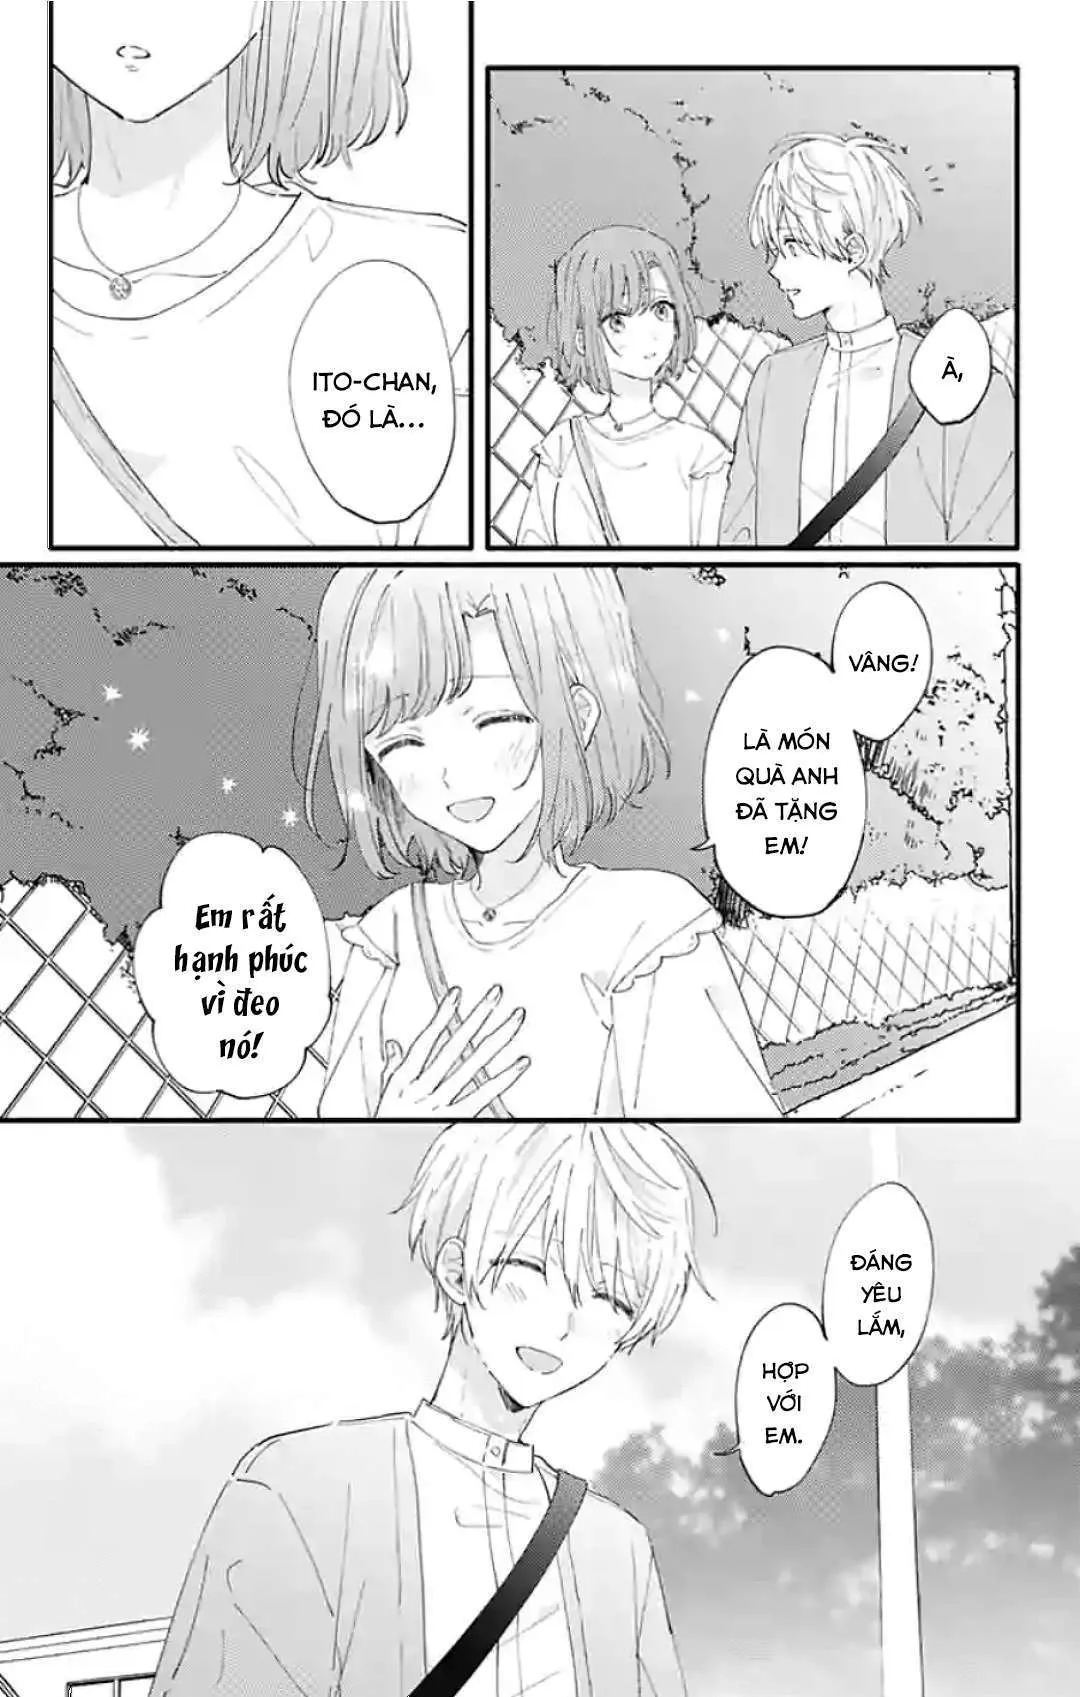 À,
ITO-CHAN,
ĐÓ LÀ...
VÂNG!
LÀ MÓN
QUÀ ANH
ĐÃ TẶNG
EM!
Em rất
hạnh phúc
vì đeo
nó!
ĐÁNG
YÊU
LẮM,
HỢP
VỚI
EM.